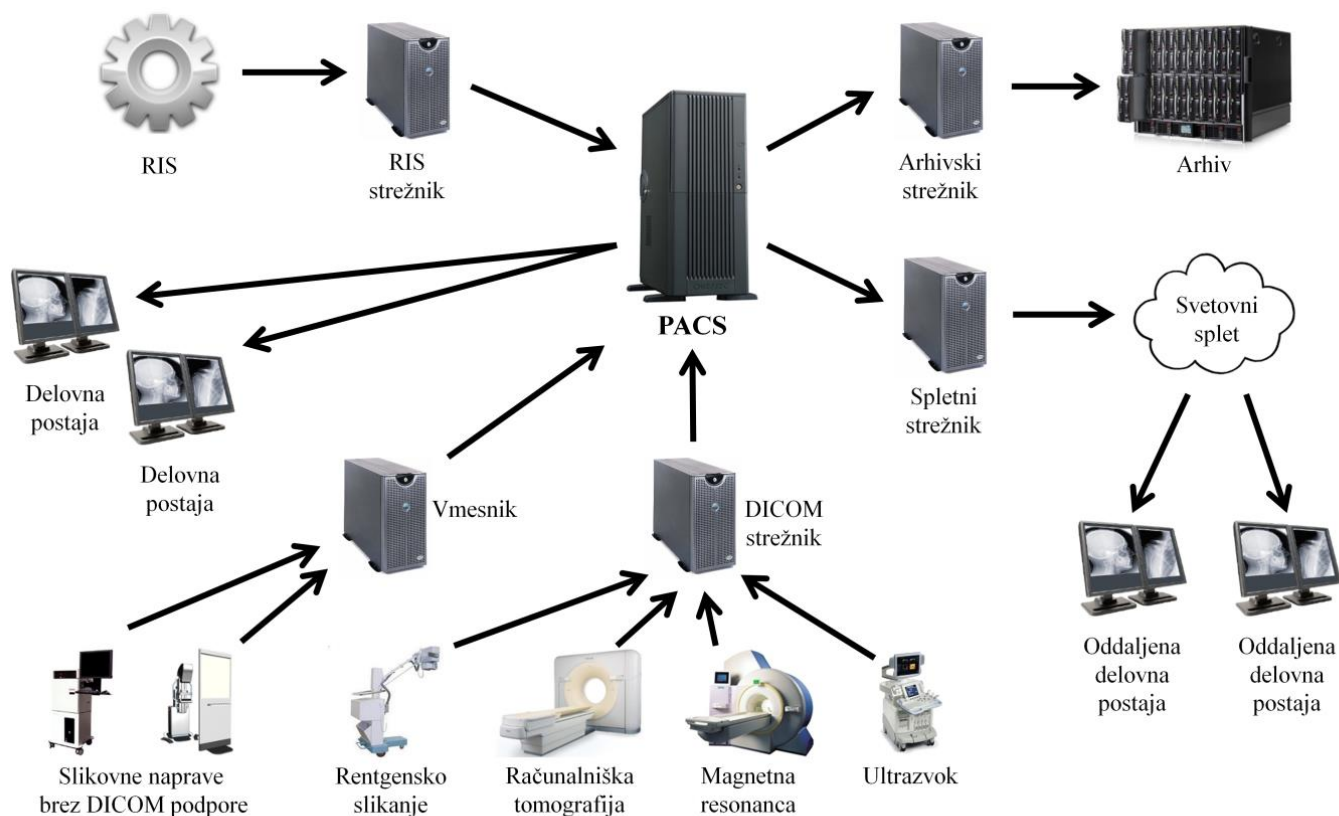 RIS
RIS
strežnik
Arhivski
strežnik
Arhiv
PACS
Svetovni
splet
Spletni
strežnik
Delovna
postaja
Delovna
postaja
Vmesnik
DICOM
strežnik
Oddaljena
delovna
postaja
Oddaljena
delovna
postaja
Slikovne naprave
brez DICOM podpore
Rentgensko
slikanje
Računalniška
tomografija
Magnetna
resonanca
Ultrazvok